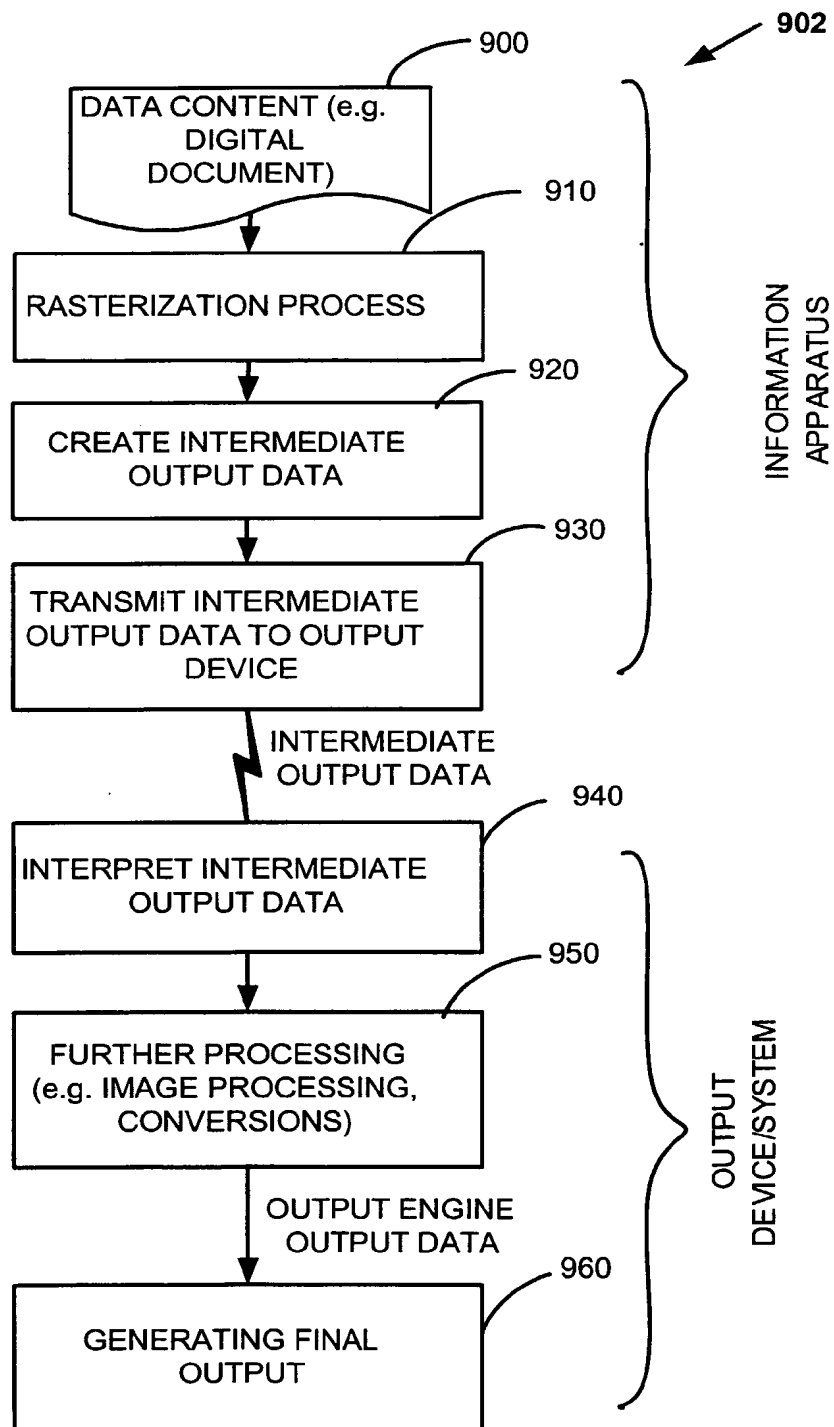 902
900
DATA CONTENT (e.g.
DIGITAL
DOCUMENT)
910
RASTERIZATION PROCESS
920
CREATE INTERMEDIATE
OUTPUT DATA
930
TRANSMIT INTERMEDIATE
OUTPUT DATA TO OUTPUT
DEVICE
INFORMATION
APPARATUS
INTERMEDIATE
OUTPUT DATA
940
INTERPRET INTERMEDIATE
OUTPUT DATA
950
FURTHER PROCESSING
(e.g. IMAGE PROCESSING,
CONVERSIONS)
OUTPUT
DEVICE/SYSTEM
OUTPUT ENGINE
OUTPUT DATA
960
GENERATING FINAL
OUTPUT